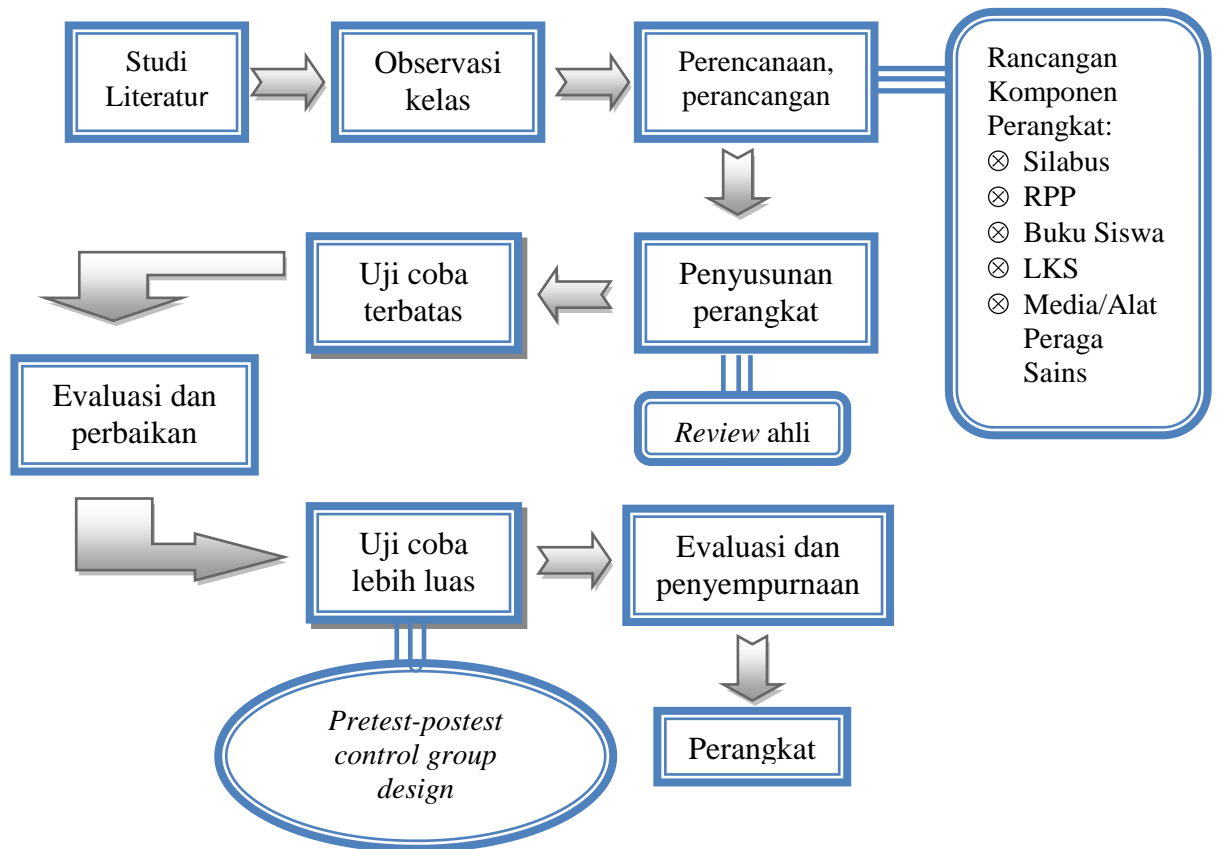 Studi
Literatur
Observasi
kelas
Perencanaan,
perancangan
Rancangan
Komponen
Perangkat:
⊗ Silabus
⊗ RPP
⊗ Buku Siswa
⊗ LKS
⊗ Media/Alat
Peraga
Sains
Uji coba
terbatas
Penyusunan
perangkat
Evaluasi dan
perbaikan
Review ahli
Uji coba
lebih luas
Evaluasi dan
penyempurnaan
Pretest-postest
control group
design
Perangkat